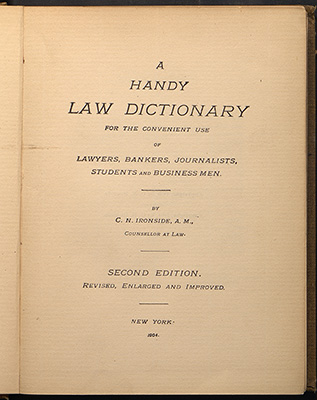 A
HANDY
LAW DICTIONARY
FOR THE CONVENIENT USE
OF
LAWYERS, BANKERS, JOURNALISTS,
STUDENTS AND BUSINESS MEN.
BY
C. N. IRONSIDE, A. M.,
COUNSELLOR AT LAW.
SECOND EDITION,
REVISED, ENLARGED AND IMPROVED.
NEW YORK:
1894.